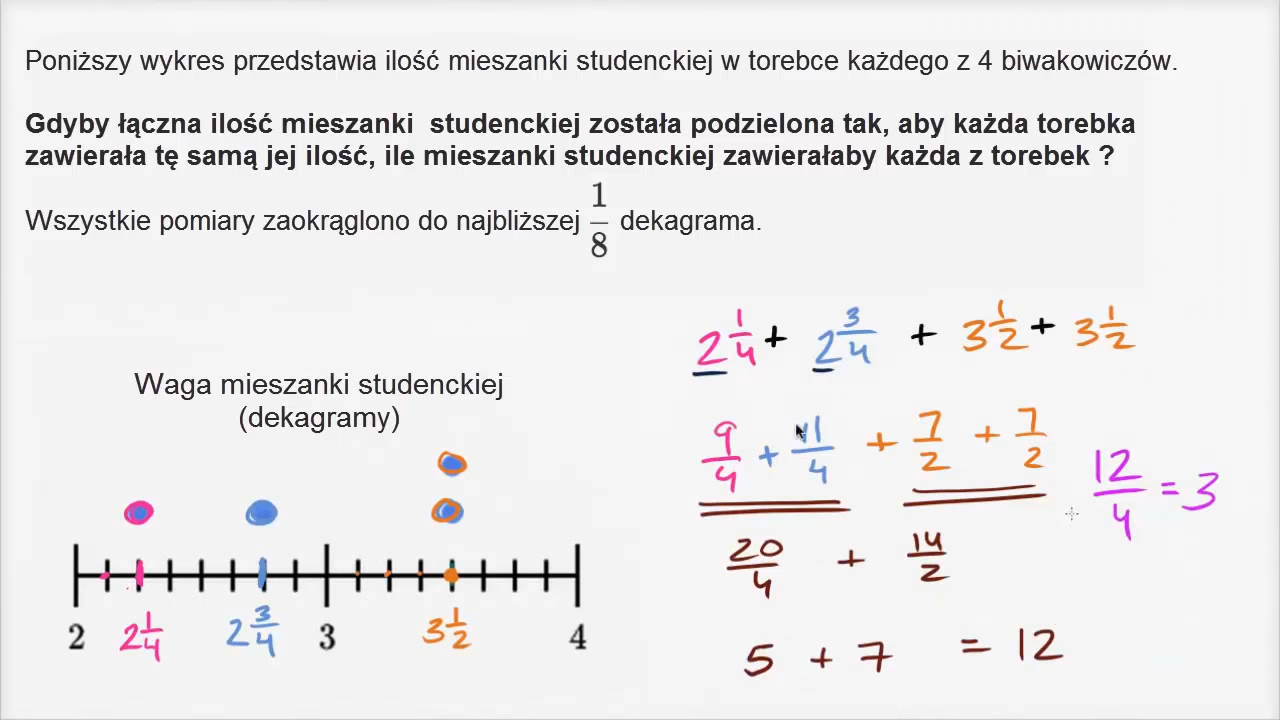 Poniższy wykres przedstawia ilość mieszanki studenckiej w torebce każdego z 4 biwakowiczów.
Gdyby łączna ilość mieszanki studenckiej została podzielona tak, aby każda torebka
zawierała tę samą jej ilość, ile mieszanki studenckiej zawierałaby każda z torebek ?
Wszystkie pomiary zaokrąglono do najbliższej 1/8 dekagrama.
2 1/4 + 2 3/4 + 3 1/2 + 3 1/2
Waga mieszanki studenckiej
(dekagramy)
9/4 + 11/4 + 7/2 + 7/2
12/4 = 3
20/4 + 14/2
2 2 1/4 2 3/4 3 3 1/2 4
5 + 7 = 12